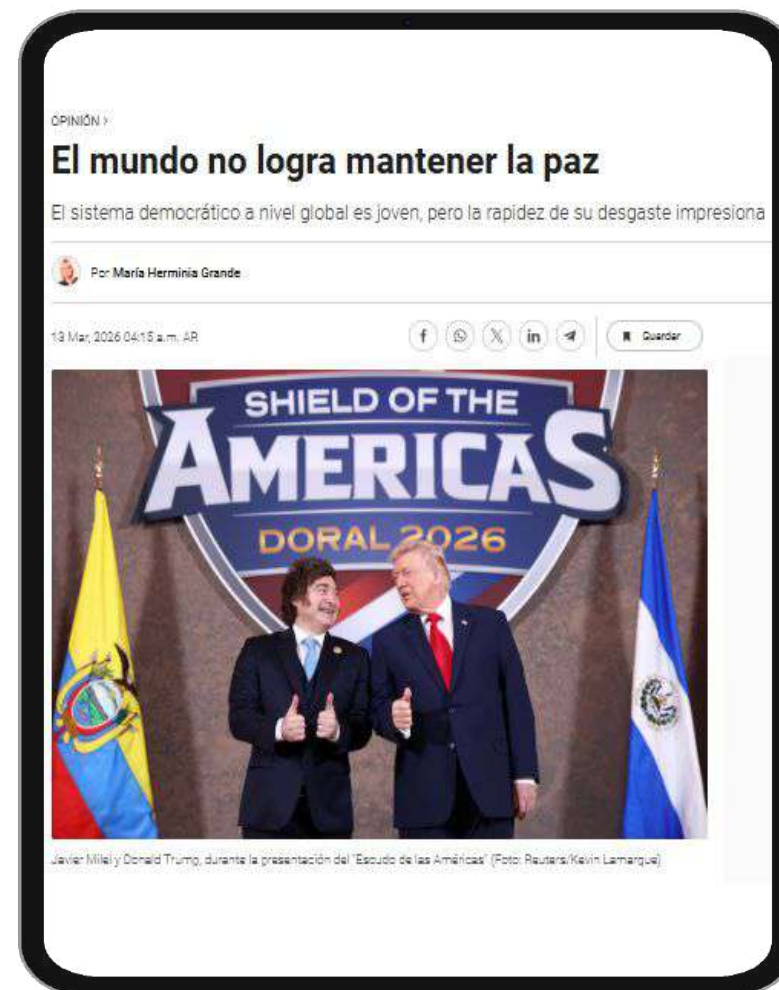 OPINIÓN >
El mundo no logra mantener la paz
El sistema democrático a nivel global es joven, pero la rapidez de su desgaste impresiona
Por María Herminia Grande
13 Mar, 2026 04:15 a.m. AR
Guardar
SHIELD OF THE
AMERICAS
DORAL 2026
Javier Milei y Donald Trump, durante la presentación del "Escudo de las Américas" (Foto: Reuters/Kevin Lamarque)